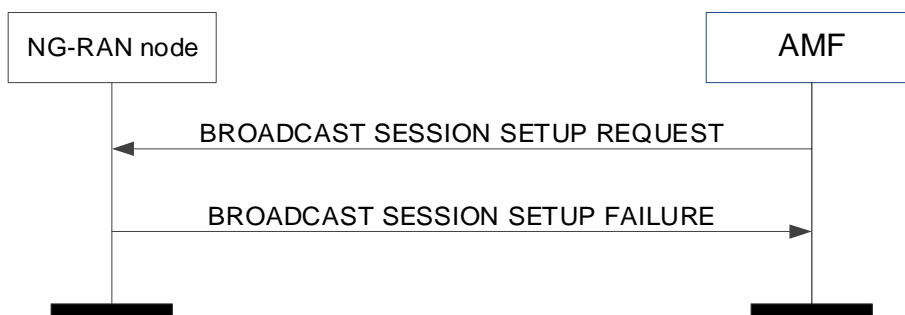 NG-RAN node
AMF
BROADCAST SESSION SETUP REQUEST
BROADCAST SESSION SETUP FAILURE